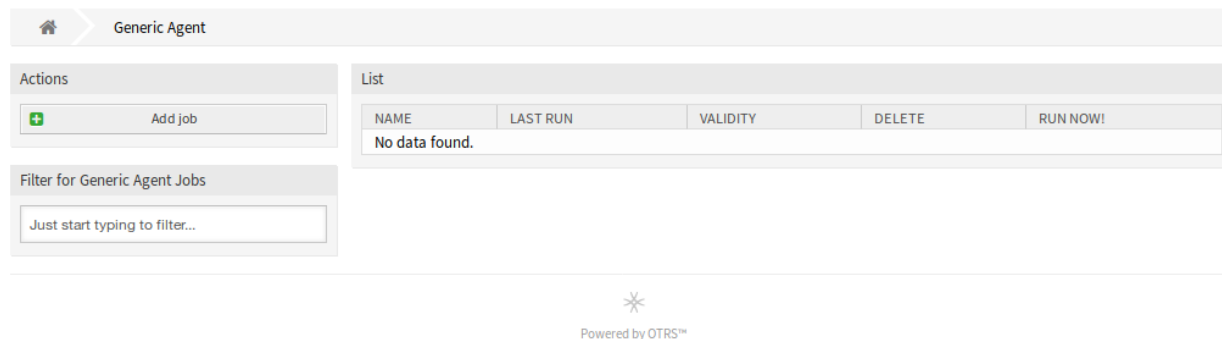 Generic Agent
Actions
Add job
Filter for Generic Agent Jobs
Just start typing to filter...
List
NAME LAST RUN VALIDITY DELETE RUN NOW!
No data found.
Powered by OTRS™